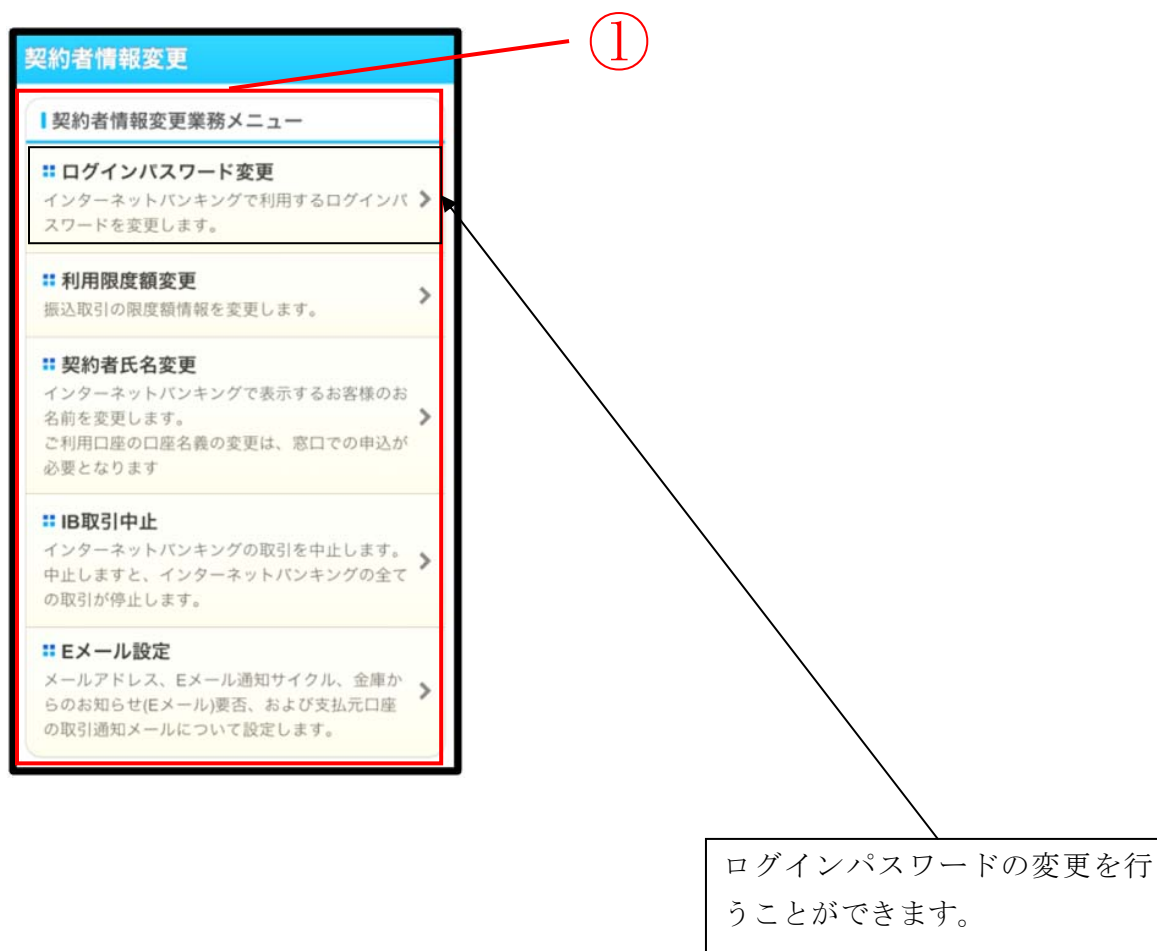 ①
契約者情報変更
契約者情報変更業務メニュー
ログインパスワード変更
インターネットバンキングで利用するログインパ
スワードを変更します。
利用限度額変更
振込取引の限度額情報を変更します。
契約者氏名変更
インターネットバンキングで表示するお客様のお
名前を変更します。
ご利用口座の口座名義の変更は、窓口での申込が
必要となります
IB取引中止
インターネットバンキングの取引を中止します。
中止しますと、インターネットバンキングの全て
の取引が停止します。
Eメール設定
メールアドレス、Eメール通知サイクル、金庫か
らのお知らせ(Eメール)要否、および支払元口座
の取引通知メールについて設定します。
ログインパスワードの変更を行
うことができます。